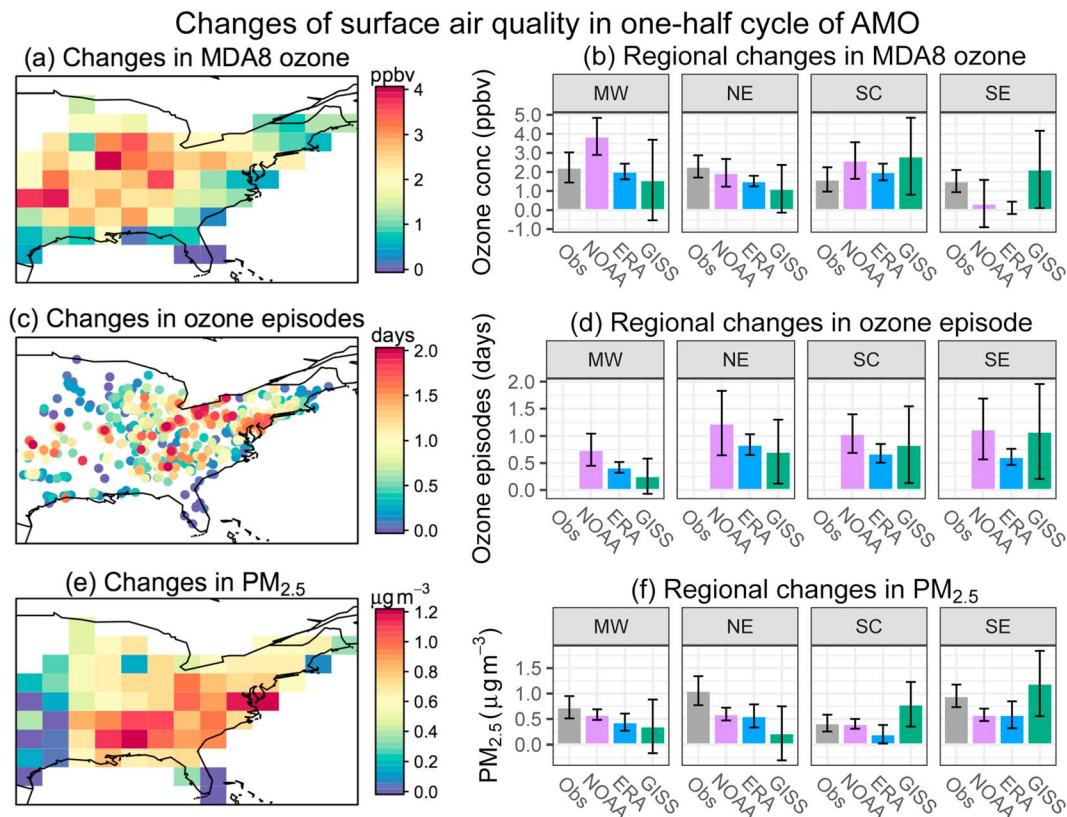 Changes of surface air quality in one-half cycle of AMO
(a) Changes in MDA8 ozone
ppbv
4
3
2
1
0
(b) Regional changes in MDA8 ozone
Ozone conc (ppbv)
MW NE SC SE
5.0
4.0
3.0
2.0
1.0
0.0
-1.0
Obs NOAA ERA GISS Obs NOAA ERA GISS Obs NOAA ERA GISS Obs NOAA ERA GISS
(c) Changes in ozone episodes
days
2.0
1.5
1.0
0.5
0.0
(d) Regional changes in ozone episode
Ozone episodes (days)
MW NE SC SE
2.0
1.5
1.0
0.5
0.0
Obs NOAA ERA GISS Obs NOAA ERA GISS Obs NOAA ERA GISS Obs NOAA ERA GISS
(e) Changes in PM₂.₅
μg m⁻³
1.2
1.0
0.8
0.6
0.4
0.2
0.0
(f) Regional changes in PM₂.₅
PM₂.₅ (μg m⁻³)
MW NE SC SE
1.5
1.0
0.5
0.0
Obs NOAA ERA GISS Obs NOAA ERA GISS Obs NOAA ERA GISS Obs NOAA ERA GISS